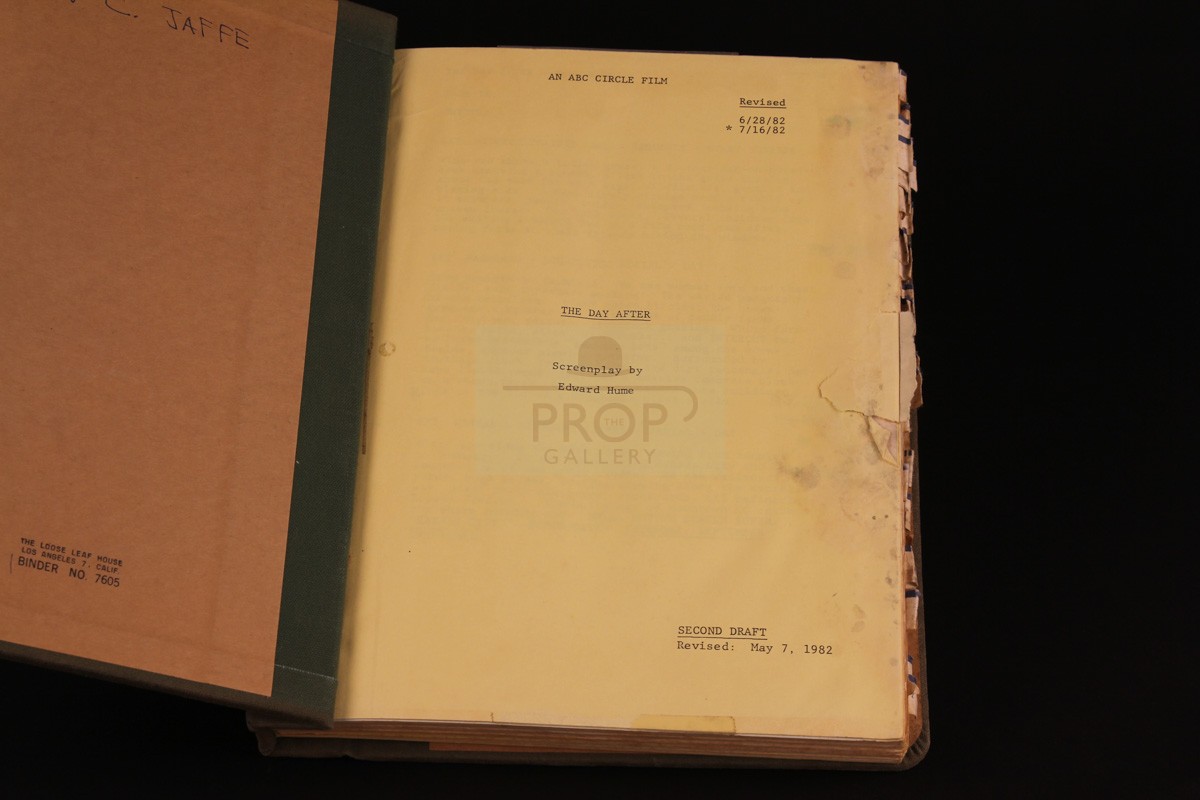 C. JAFFE
THE LOOSE LEAF HOUSE
LOS ANGELES 7, CALIF.
BINDER NO. 7605
AN ABC CIRCLE FILM
Revised
6/28/82
* 7/16/82
THE DAY AFTER
Screenplay by
Edward Hume
THE
PROP
GALLERY
SECOND DRAFT
Revised: May 7, 1982